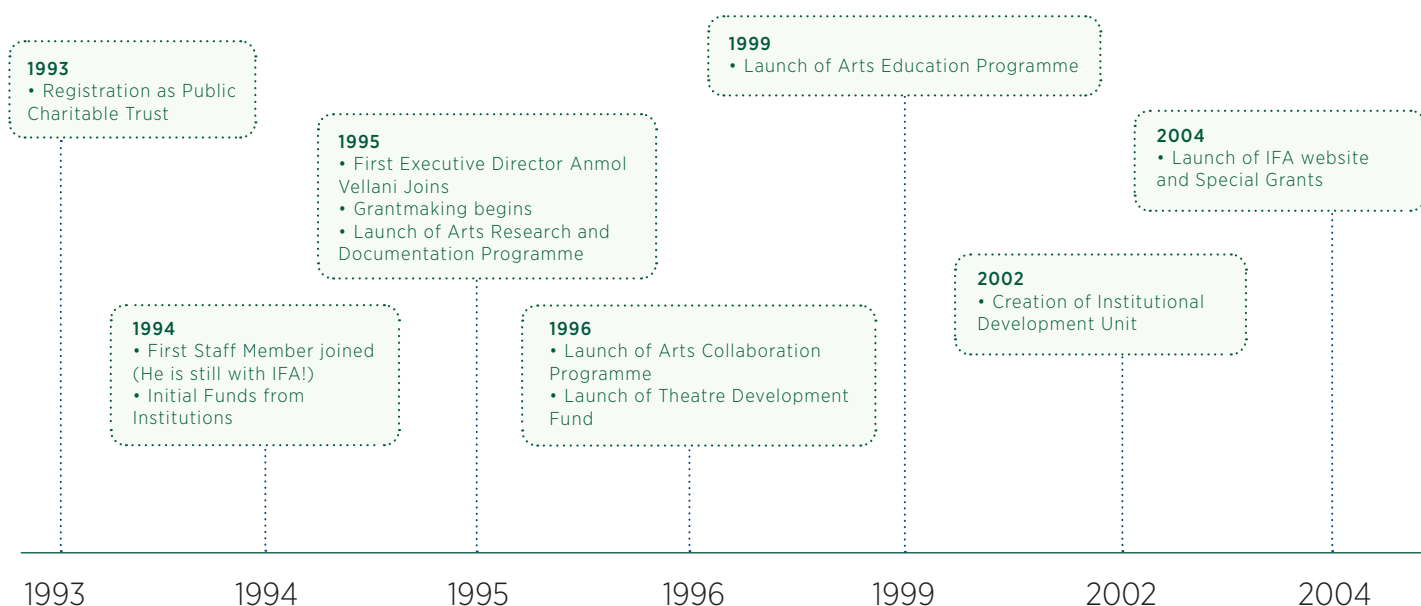 1993
• Registration as Public
Charitable Trust
1994
• First Staff Member joined
(He is still with IFA!)
• Initial Funds from
Institutions
1995
• First Executive Director Anmol
Vellani Joins
• Grantmaking begins
• Launch of Arts Research and
Documentation Programme
1996
• Launch of Arts Collaboration
Programme
• Launch of Theatre Development
Fund
1999
• Launch of Arts Education Programme
2002
• Creation of Institutional
Development Unit
2004
• Launch of IFA website
and Special Grants
1993 1994 1995 1996 1999 2002 2004